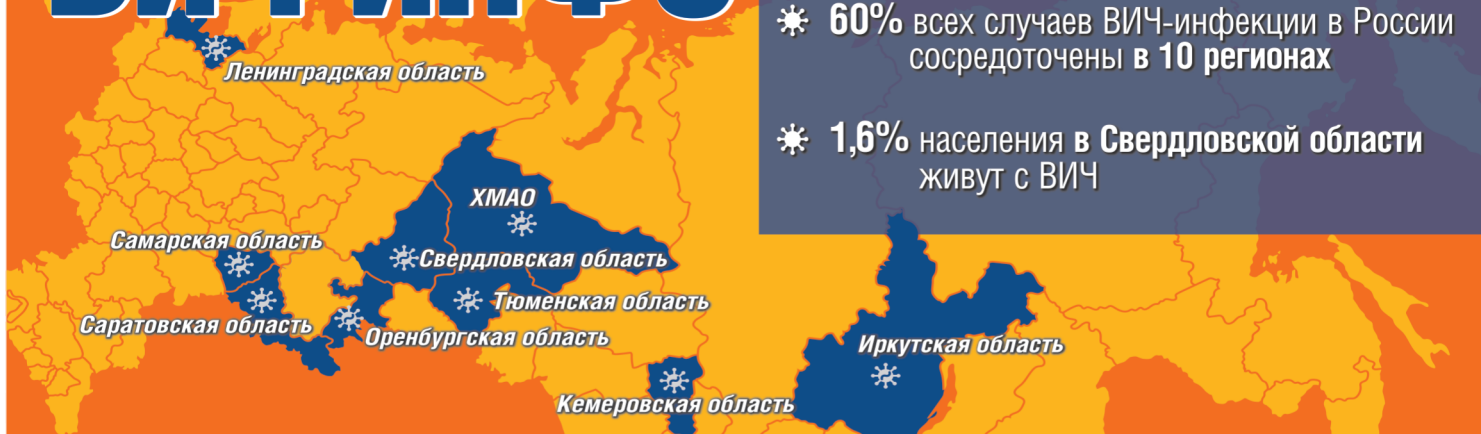 60% всех случаев ВИЧ-инфекции в России
сосредоточены в 10 регионах
1,6% населения в Свердловской области
живут с ВИЧ
Ленинградская область
ХМАО
Самарская область
Свердловская область
Тюменская область
Саратовская область
Оренбургская область
Иркутская область
Кемеровская область